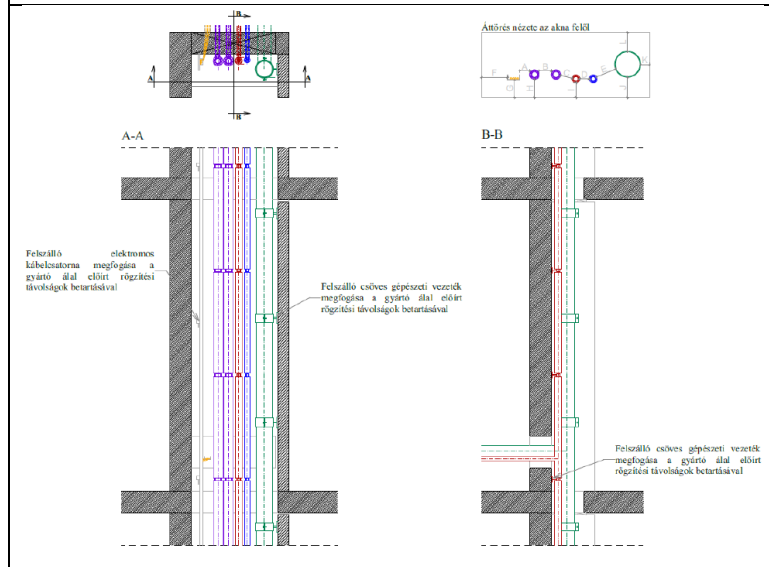 B
Áttörés nézete az akna felől
A
A
B
A
B
C
D
E
F
G
H
I
J
K
L
A-A
B-B
Felszálló elektromos
kábelcsatorna megfogása a
gyártó álal előírt rögzítési
távolságok betartásával
Felszálló csöves gépészeti vezeték
megfogása a gyártó álal előírt
rögzítési távolságok betartásával
Felszálló csöves gépészeti vezeték
megfogása a gyártó álal előírt
rögzítési távolságok betartásával